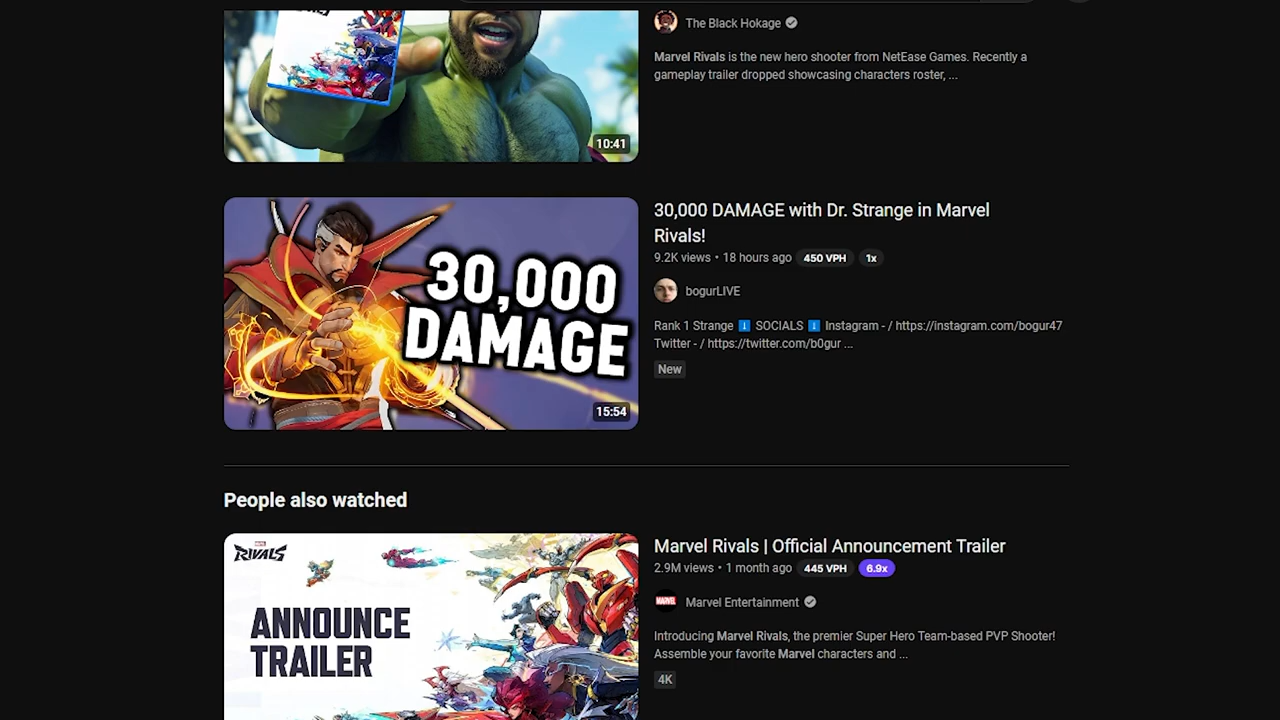 The Black Hokage
Marvel Rivals is the new hero shooter from NetEase Games. Recently a
gameplay trailer dropped showcasing characters roster, ...
10:41
30,000
DAMAGE
15:54
30,000 DAMAGE with Dr. Strange in Marvel
Rivals!
9.2K views • 18 hours ago 450 VPH 1x
bogurLIVE
Rank 1 Strange ⬇️ SOCIALS ⬇️ Instagram - / https://instagram.com/bogur47
Twitter - / https://twitter.com/b0gur ...
New
People also watched
MARVEL
RIVALS
ANNOUNCE
TRAILER
Marvel Rivals | Official Announcement Trailer
2.9M views • 1 month ago 445 VPH 6.9x
MARVEL Marvel Entertainment
Introducing Marvel Rivals, the premier Super Hero Team-based PVP Shooter!
Assemble your favorite Marvel characters and ...
4K